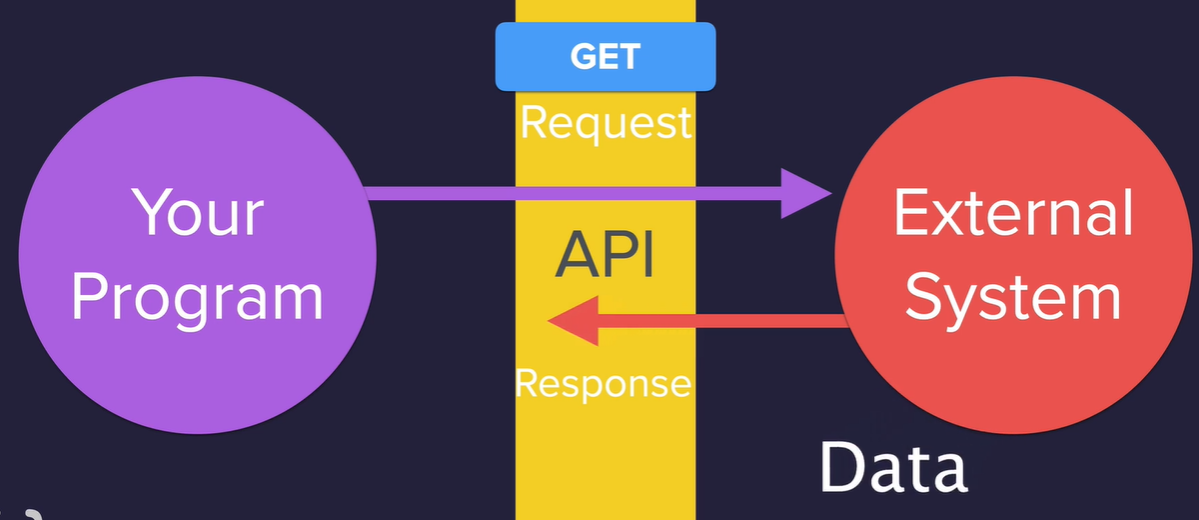 GET
Request
Your
Program
API
External
System
Response
Data